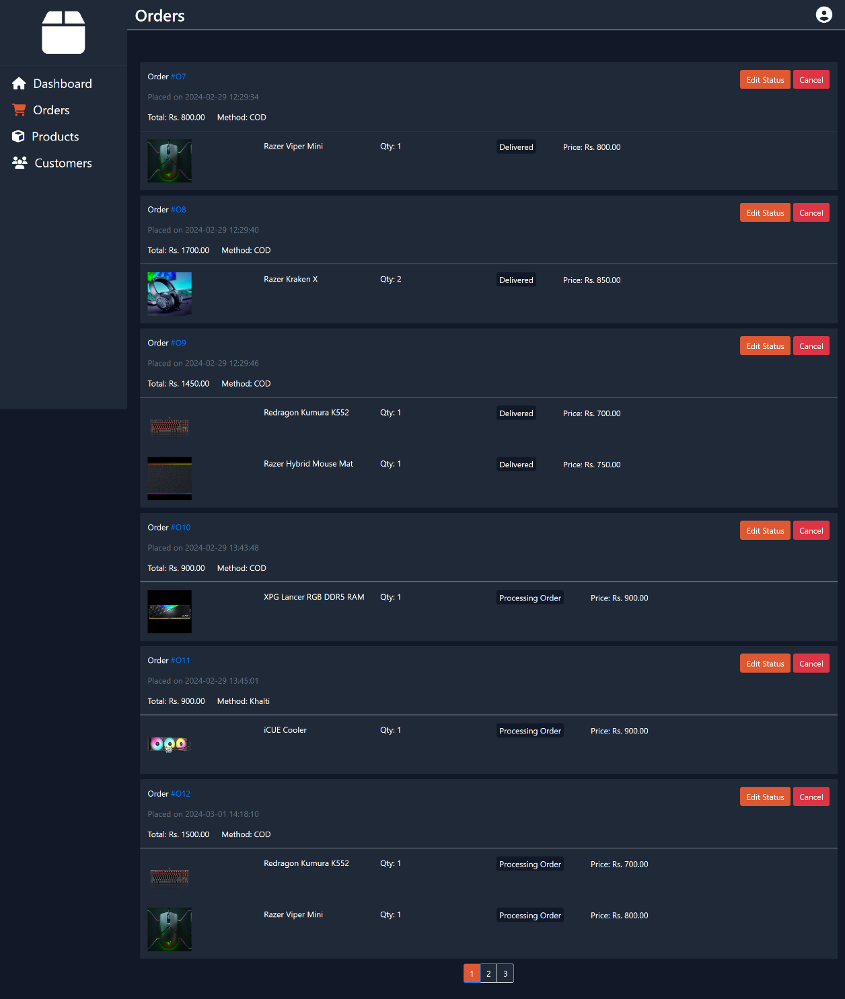 Orders
Dashboard
Orders
Products
Customers
Order #O7
Edit Status Cancel
Placed on 2024-02-29 12:29:34
Total: Rs. 800.00 Method: COD
Razer Viper Mini Qty: 1 Delivered Price: Rs. 800.00
Order #O8
Edit Status Cancel
Placed on 2024-02-29 12:29:40
Total: Rs. 1700.00 Method: COD
Razer Kraken X Qty: 2 Delivered Price: Rs. 850.00
Order #O9
Edit Status Cancel
Placed on 2024-02-29 12:29:46
Total: Rs. 1450.00 Method: COD
Redragon Kumura K552 Qty: 1 Delivered Price: Rs. 700.00
Razer Hybrid Mouse Mat Qty: 1 Delivered Price: Rs. 750.00
Order #O10
Edit Status Cancel
Placed on 2024-02-29 13:43:48
Total: Rs. 900.00 Method: COD
XPG Lancer RGB DDR5 RAM Qty: 1 Processing Order Price: Rs. 900.00
Order #O11
Edit Status Cancel
Placed on 2024-02-29 13:45:01
Total: Rs. 900.00 Method: Khalti
iCUE Cooler Qty: 1 Processing Order Price: Rs. 900.00
Order #O12
Edit Status Cancel
Placed on 2024-03-01 14:18:10
Total: Rs. 1500.00 Method: COD
Redragon Kumura K552 Qty: 1 Processing Order Price: Rs. 700.00
Razer Viper Mini Qty: 1 Processing Order Price: Rs. 800.00
1 2 3